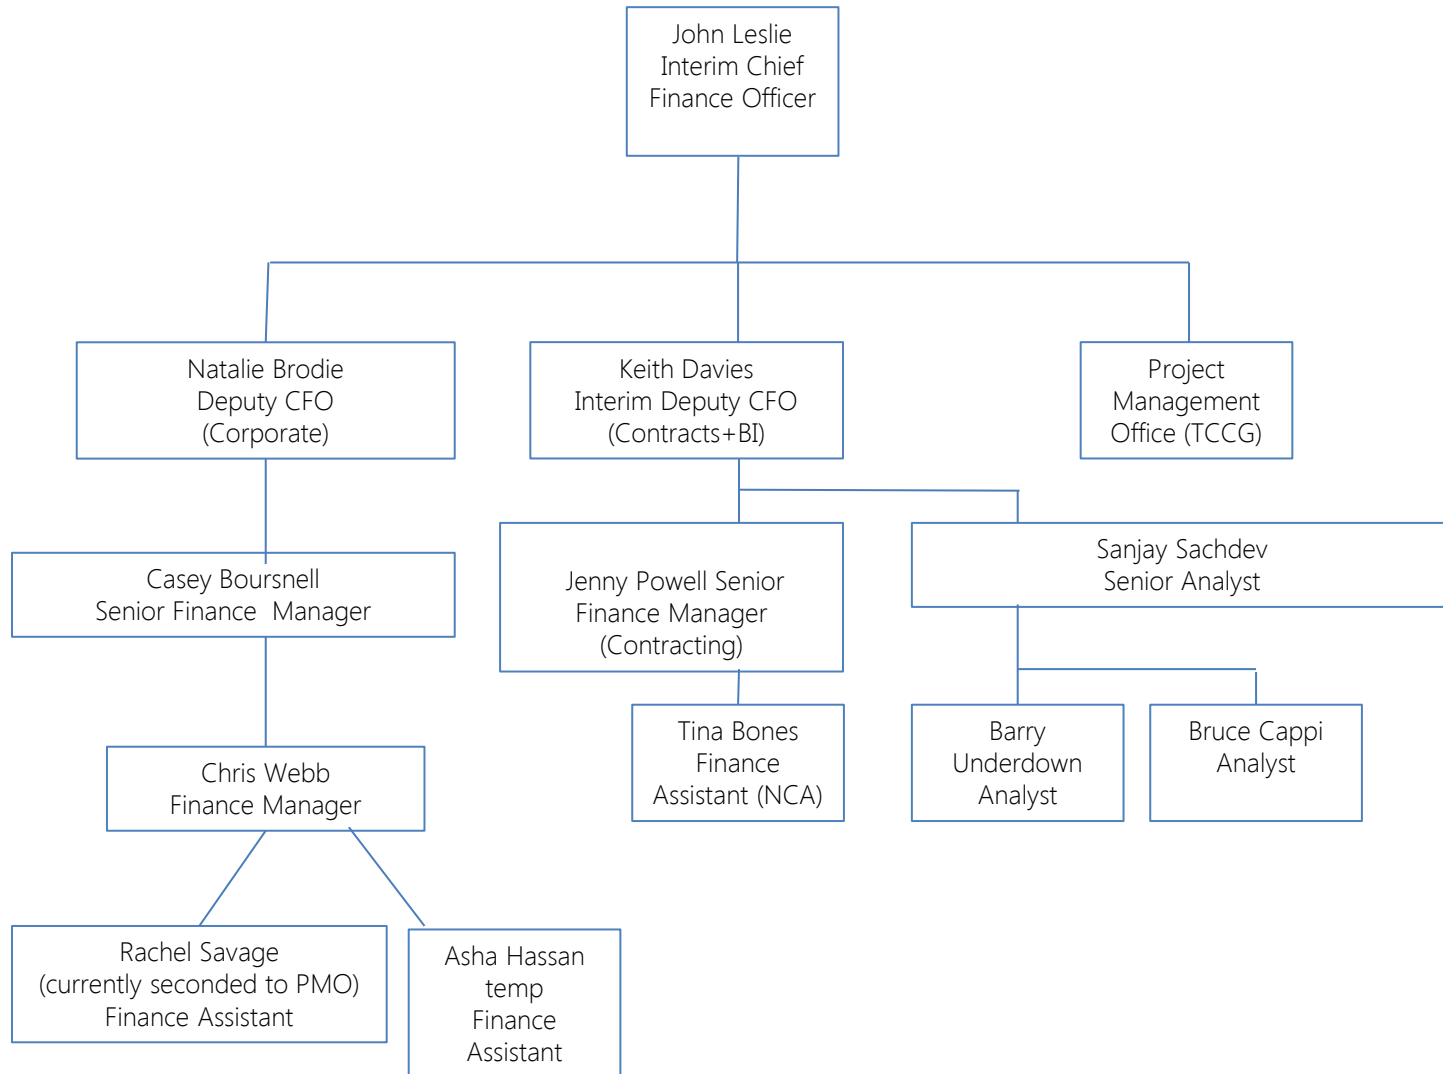 John Leslie
Interim Chief
Finance Officer
Natalie Brodie
Deputy CFO
(Corporate)
Keith Davies
Interim Deputy CFO
(Contracts+BI)
Project
Management
Office (TCCG)
Casey Boursnell
Senior Finance  Manager
Jenny Powell Senior
Finance Manager
(Contracting)
Sanjay Sachdev
Senior Analyst
Chris Webb
Finance Manager
Tina Bones
Finance
Assistant (NCA)
Barry
Underdown
Analyst
Bruce Cappi
Analyst
Rachel Savage
(currently seconded to PMO)
Finance Assistant
Asha Hassan
temp
Finance
Assistant